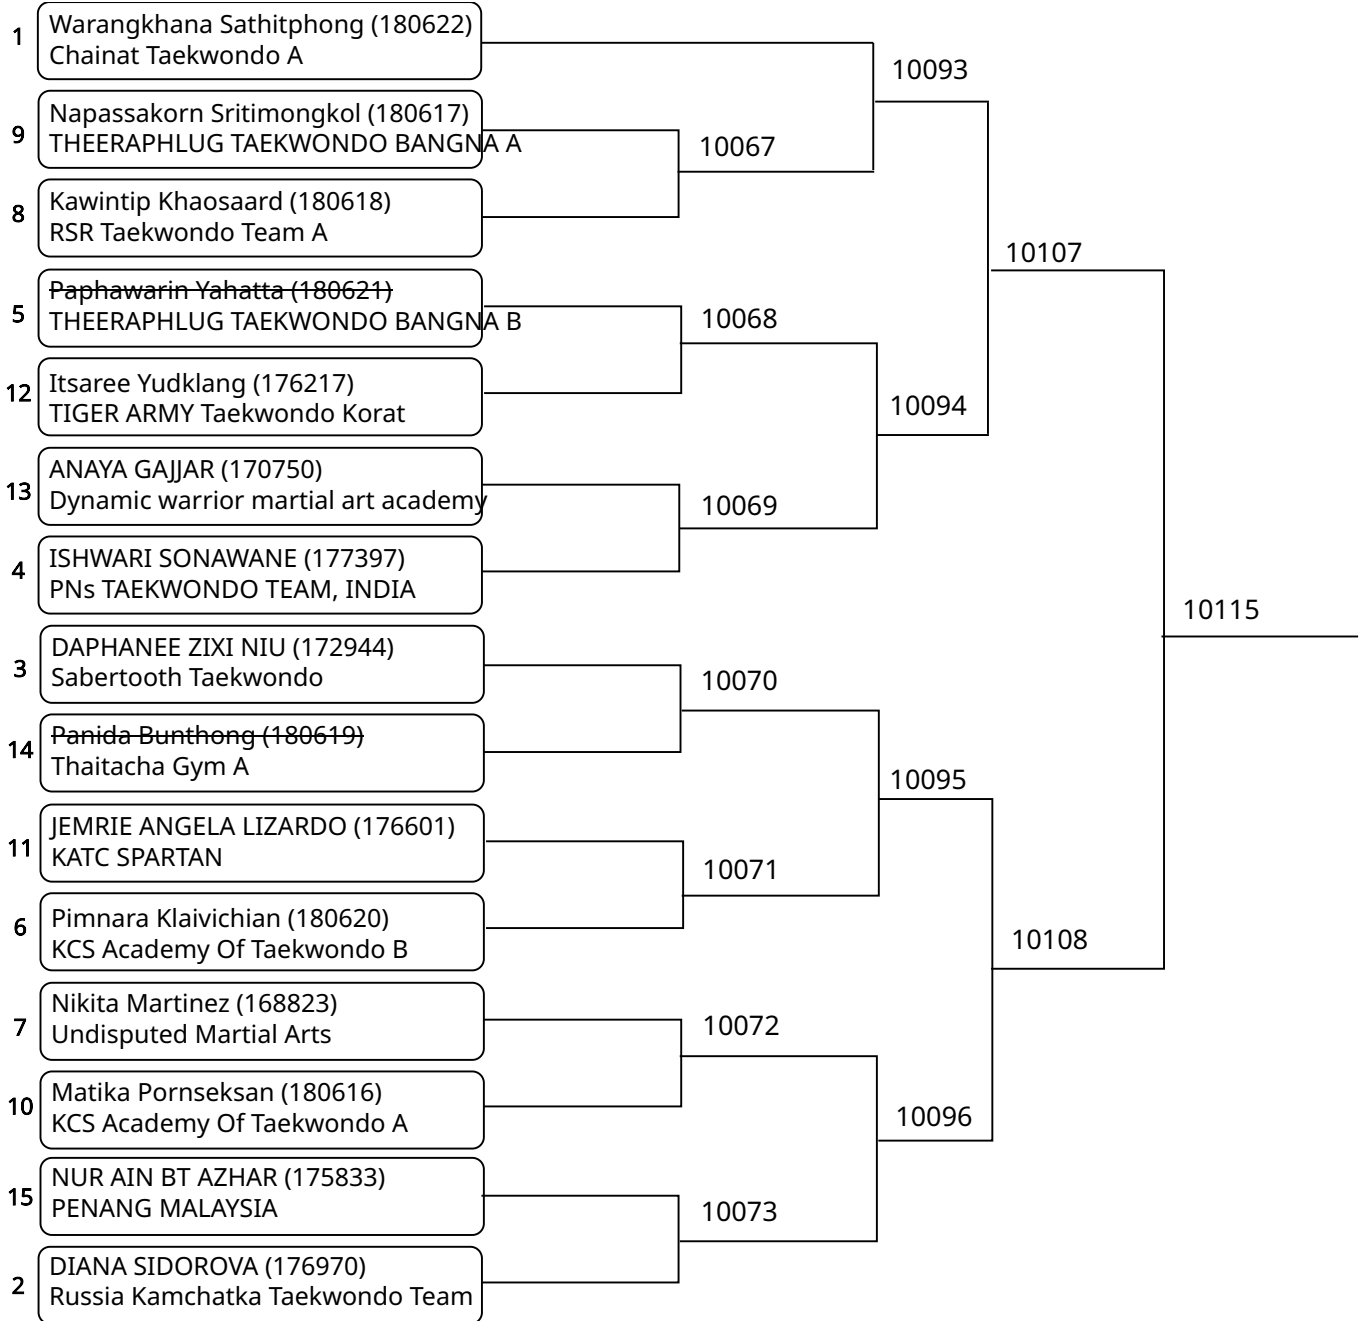 1
Warangkhana Sathitphong (180622)
Chainat Taekwondo A
9
Napassakorn Sritimongkol (180617)
THEERAPHLUG TAEKWONDO BANGNA A
8
Kawintip Khaosaard (180618)
RSR Taekwondo Team A
5
Paphawarin Yahatta (180621)
THEERAPHLUG TAEKWONDO BANGNA B
12
Itsaree Yudklang (176217)
TIGER ARMY Taekwondo Korat
13
ANAYA GAJJAR (170750)
Dynamic warrior martial art academy
4
ISHWARI SONAWANE (177397)
PNs TAEKWONDO TEAM, INDIA
3
DAPHANEE ZIXI NIU (172944)
Sabertooth Taekwondo
14
Panida Bunthong (180619)
Thaitacha Gym A
11
JEMRIE ANGELA LIZARDO (176601)
KATC SPARTAN
6
Pimnara Klaivichian (180620)
KCS Academy Of Taekwondo B
7
Nikita Martinez (168823)
Undisputed Martial Arts
10
Matika Pornseksan (180616)
KCS Academy Of Taekwondo A
15
NUR AIN BT AZHAR (175833)
PENANG MALAYSIA
2
DIANA SIDOROVA (176970)
Russia Kamchatka Taekwondo Team
10067
10068
10069
10070
10071
10072
10073
10093
10094
10095
10096
10107
10108
10115